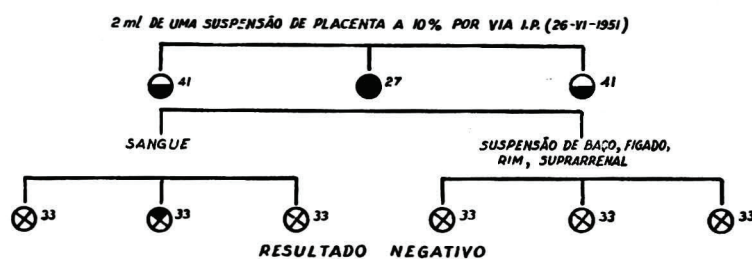 2 ml DE UMA SUSPENSÃO DE PLACENTA A 10% POR VIA I.P. (26-VI-1951)
41 27 41
SANGUE
SUSPENSÃO DE BAÇO, FIGADO,
RIM, SUPRARRENAL
33 33 33 33 33 33
RESULTADO NEGATIVO